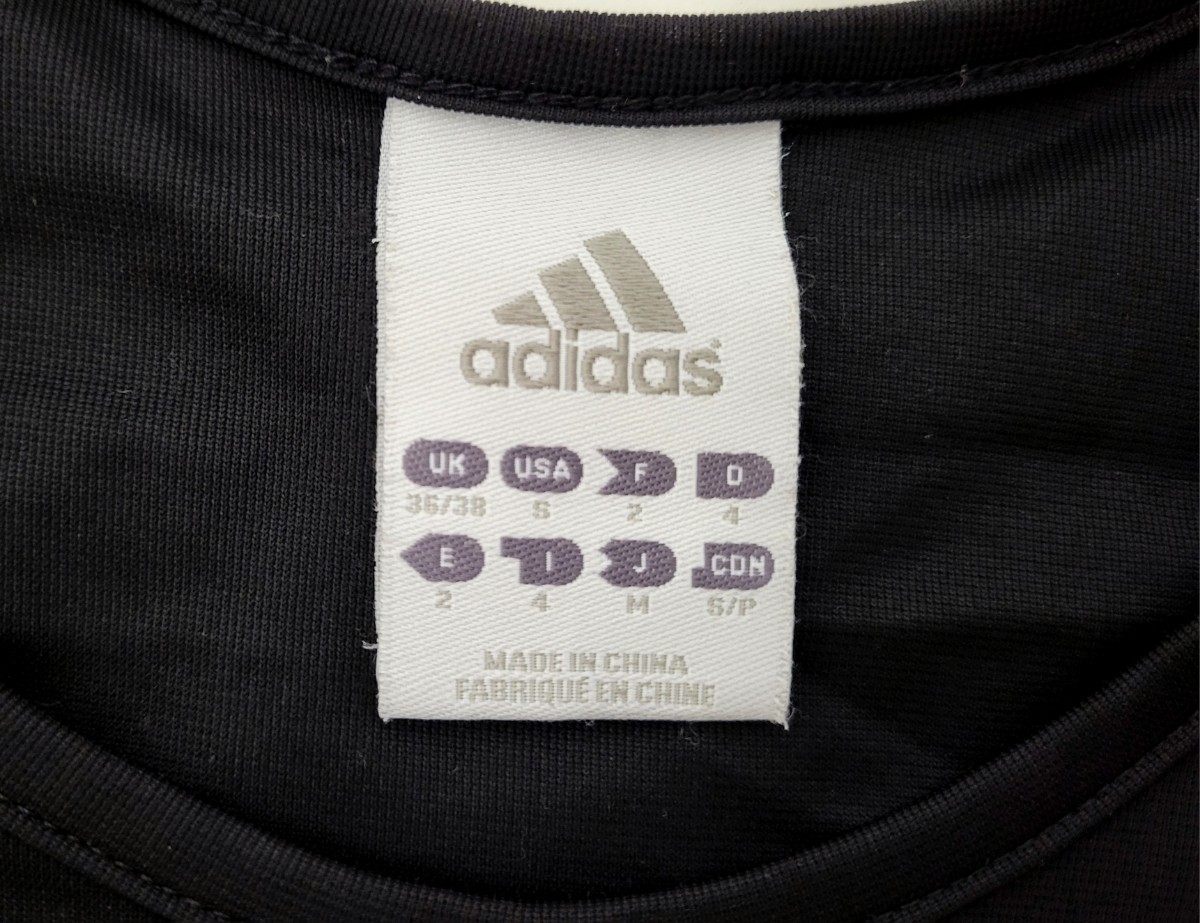 adidas
UK USA F D
36/38 S 2 4
E I J CDN
2 4 M S/P
MADE IN CHINA
FABRIQUÉ EN CHINE